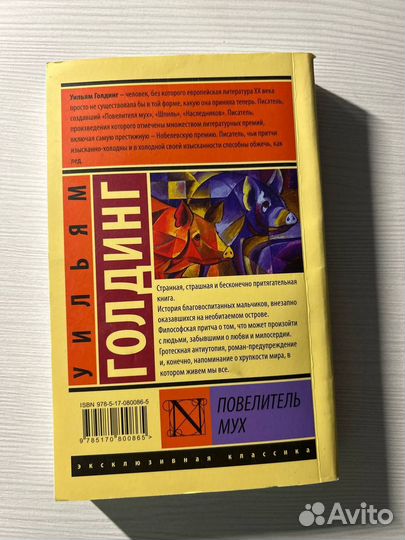 Уильям Голдинг – человек, без которого европейская литература XX века
просто не существовала бы в той форме, какую она приняла теперь. Писатель,
создавший «Повелителя мух», «Шпиль», «Наследников». Писатель,
произведения которого отмечены множеством литературных премий,
включая самую престижную – Нобелевскую премию. Писатель, чьи притчи
изысканно-холодны и в холодной своей изысканности способны обжечь, как
лед.
УИЛЬЯМ
ГОЛДИНГ
Странная, страшная и бесконечно притягательная
книга.
История благовоспитанных мальчиков, внезапно
оказавшихся на необитаемом острове.
Философская притча о том, что может произойти
с людьми, забывшими о любви и милосердии.
Гротескная антиутопия, роман-предупреждение
и, конечно, напоминание о хрупкости мира, в
котором живем мы все.
ISBN 978-5-17-080086-5
9 785170 800865 >
N
ПОВЕЛИТЕЛЬ
МУХ
эксклюзивная классика
Avito